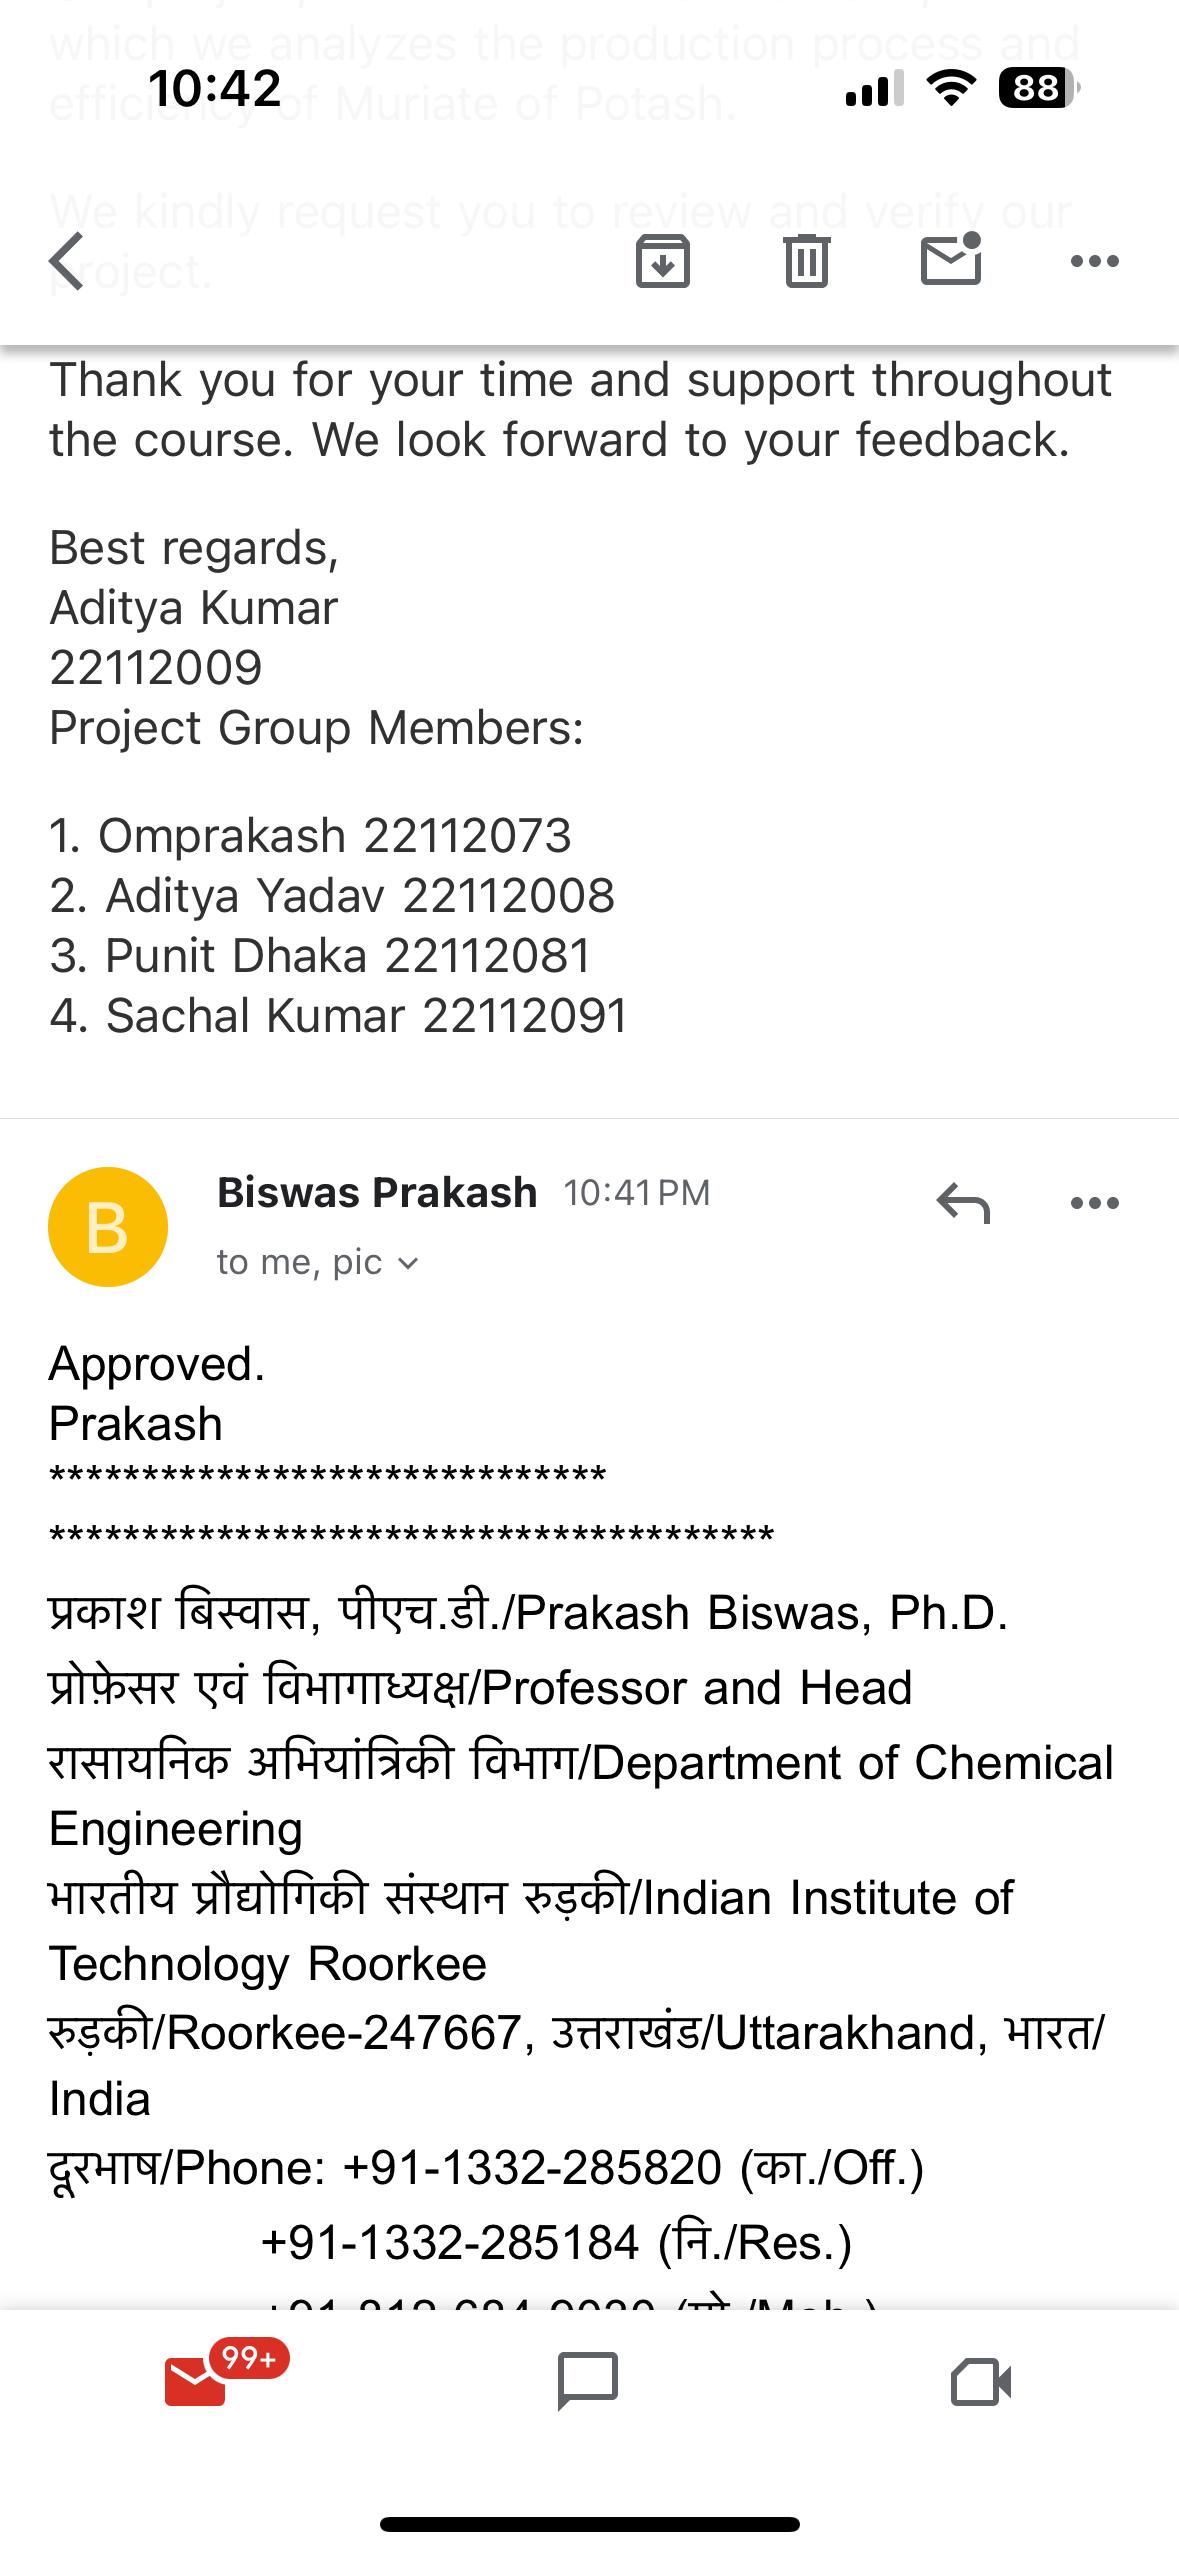 which we analyzes the production process and
10:42
88
efficiency of Muriate of Potash.
We kindly request you to review and verify our
project.
Thank you for your time and support throughout
the course. We look forward to your feedback.
Best regards,
Aditya Kumar
22112009
Project Group Members:
1. Omprakash 22112073
2. Aditya Yadav 22112008
3. Punit Dhaka 22112081
4. Sachal Kumar 22112091
B
Biswas Prakash 10:41 PM
to me, pic
Approved.
Prakash
******************************
***************************************
प्रकाश बिस्वास, पीएच.डी./Prakash Biswas, Ph.D.
प्रोफ़ेसर एवं विभागाध्यक्ष/Professor and Head
रासायनिक अभियांत्रिकी विभाग/Department of Chemical
Engineering
भारतीय प्रौद्योगिकी संस्थान रुड़की/Indian Institute of
Technology Roorkee
रुड़की/Roorkee-247667, उत्तराखंड/Uttarakhand, भारत/
India
दूरभाष/Phone: +91-1332-285820 (का./Off.)
+91-1332-285184 (नि./Res.)
99+